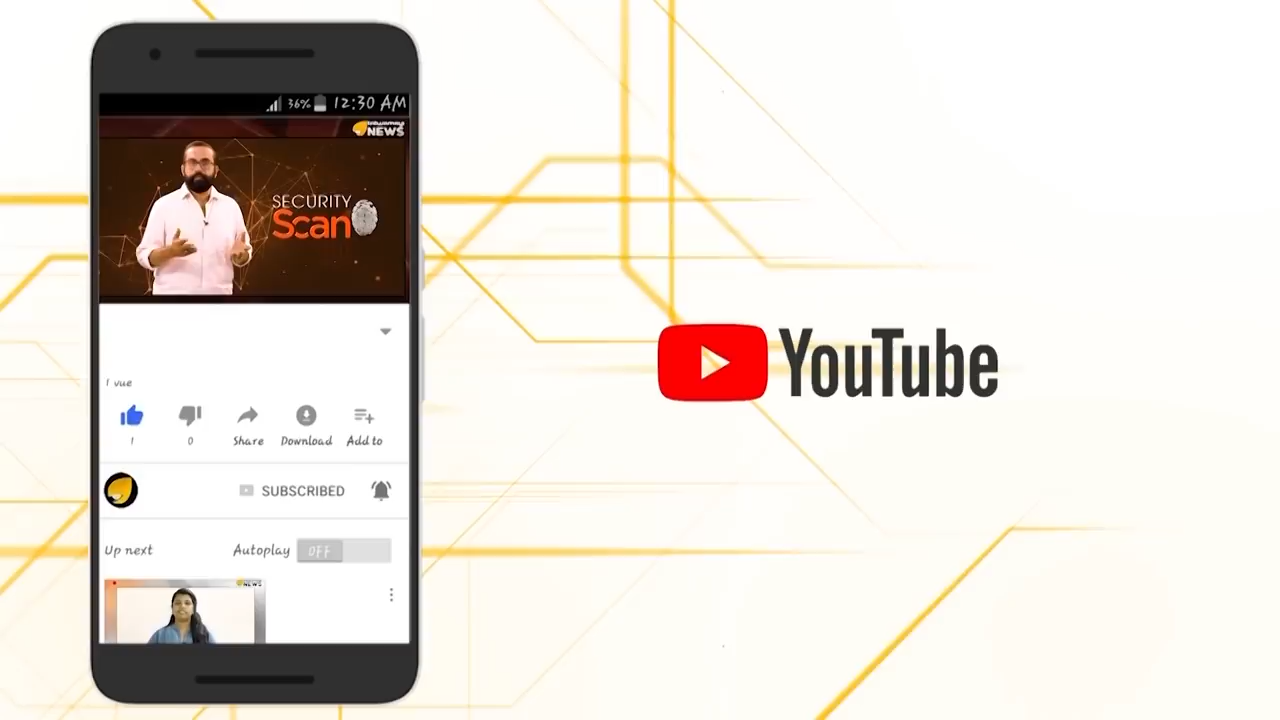 36% 12:30 AM
NEWS
SECURITY
Scan
1 vue
1 0 Share Download Add to
SUBSCRIBED
Up next Autoplay OFF
NEWS
YouTube